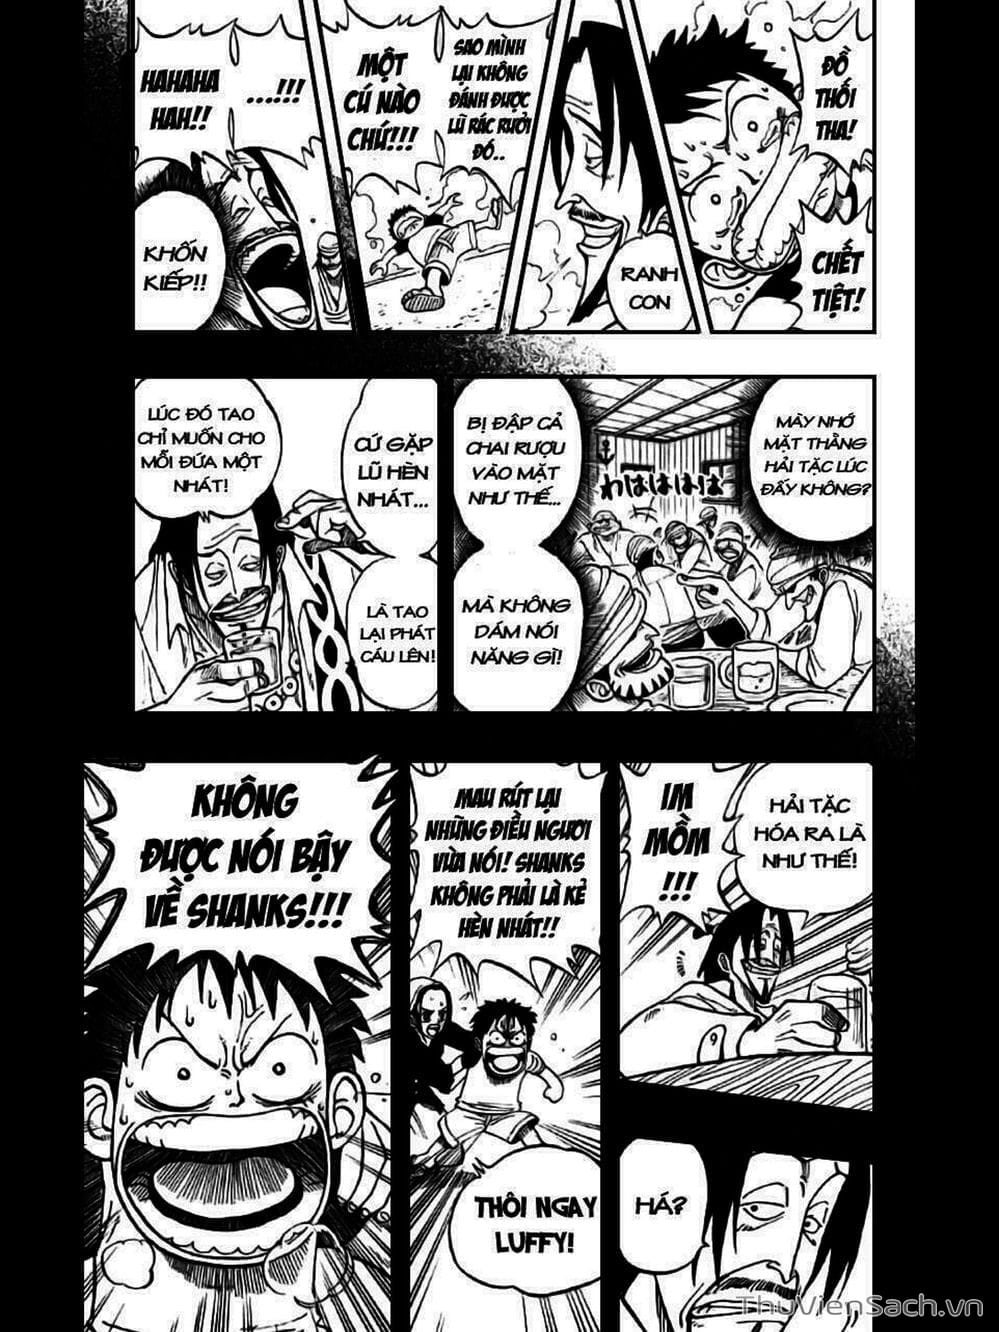 ĐỒ
THỐI
THA!
CHẾT
TIỆT!
RANH
CON
SAO MÌNH
LẠI KHÔNG
ĐÁNH ĐƯỢC
LŨ RÁC RƯỞI
ĐÓ..
MỘT
CÚ NÀO
CHỨ!!!
....!!!
HAHAHA
HAH!!
KHỐN
KIẾP!!
MÀY NHỚ
MẶT THẰNG
HẢI TẶC LÚC
ĐẤY KHÔNG?
わはははは
BỊ ĐẬP CẢ
CHAI RƯỢU
VÀO MẶT
NHƯ THẾ...
MÀ KHÔNG
DÁM NÓI
NĂNG GÌ!
CỨ GẶP
LŨ HÈN
NHÁT...
LÀ TAO
LẠI PHÁT
CÁU LÊN!
LÚC ĐÓ TAO
CHỈ MUỐN CHO
MỖI ĐỨA MỘT
NHÁT!
HẢI TẶC
HÓA RA LÀ
NHƯ THẾ!
IM
MỒM
!!!
HÁ?
MAU RÚT LẠI
NHỮNG ĐIỀU NGƯƠI
VỪA NÓI! SHANKS
KHÔNG PHẢI LÀ KẺ
HÈN NHÁT!!
THÔI NGAY
LUFFY!
KHÔNG
ĐƯỢC NÓI BẬY
VỀ SHANKS!!!
ThuVienSach.vn